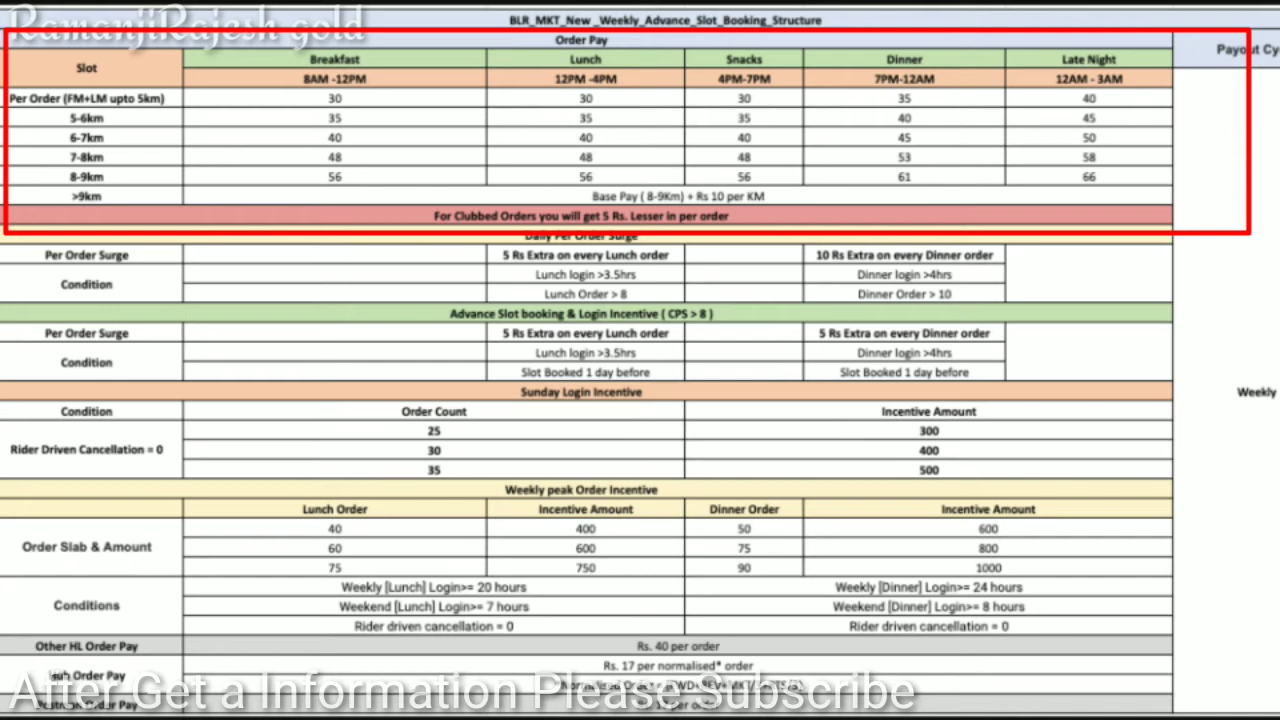 RamanjiRajesh gold
BLR_MKT_New _Weekly_Advance_Slot_Booking_Structure
Order Pay
Payout Cy
Slot Breakfast Lunch Snacks Dinner Late Night
8AM -12PM 12PM -4PM 4PM-7PM 7PM-12AM 12AM - 3AM
Per Order (FM+LM upto 5km) 30 30 30 35 40
5-6km 35 35 35 40 45
6-7km 40 40 40 45 50
7-8km 48 48 48 53 58
8-9km 56 56 56 61 66
>9km Base Pay ( 8-9Km) + Rs 10 per KM
For Clubbed Orders you will get 5 Rs. Lesser in per order
Daily Per Order Surge
Per Order Surge 5 Rs Extra on every Lunch order 10 Rs Extra on every Dinner order
Condition Lunch login >3.5hrs Dinner login >4hrs
Lunch Order > 8 Dinner Order > 10
Advance Slot booking & Login Incentive ( CPS > 8 )
Per Order Surge 5 Rs Extra on every Lunch order 5 Rs Extra on every Dinner order
Condition Lunch login >3.5hrs Dinner login >4hrs
Slot Booked 1 day before Slot Booked 1 day before
Sunday Login Incentive
Weekly
Condition Order Count Incentive Amount
Rider Driven Cancellation = 0 25 300
30 400
35 500
Weekly peak Order Incentive
Lunch Order Incentive Amount Dinner Order Incentive Amount
Order Slab & Amount 40 400 50 600
60 600 75 800
75 750 90 1000
Conditions Weekly [Lunch] Login>= 20 hours Weekly [Dinner] Login>= 24 hours
Weekend [Lunch] Login>= 7 hours Weekend [Dinner] Login>= 8 hours
Rider driven cancellation = 0 Rider driven cancellation = 0
Other HL Order Pay Rs. 40 per order
Hub Order Pay Rs. 17 per normalised* order
After Get a Information Please Subscribe
Order Pay per order